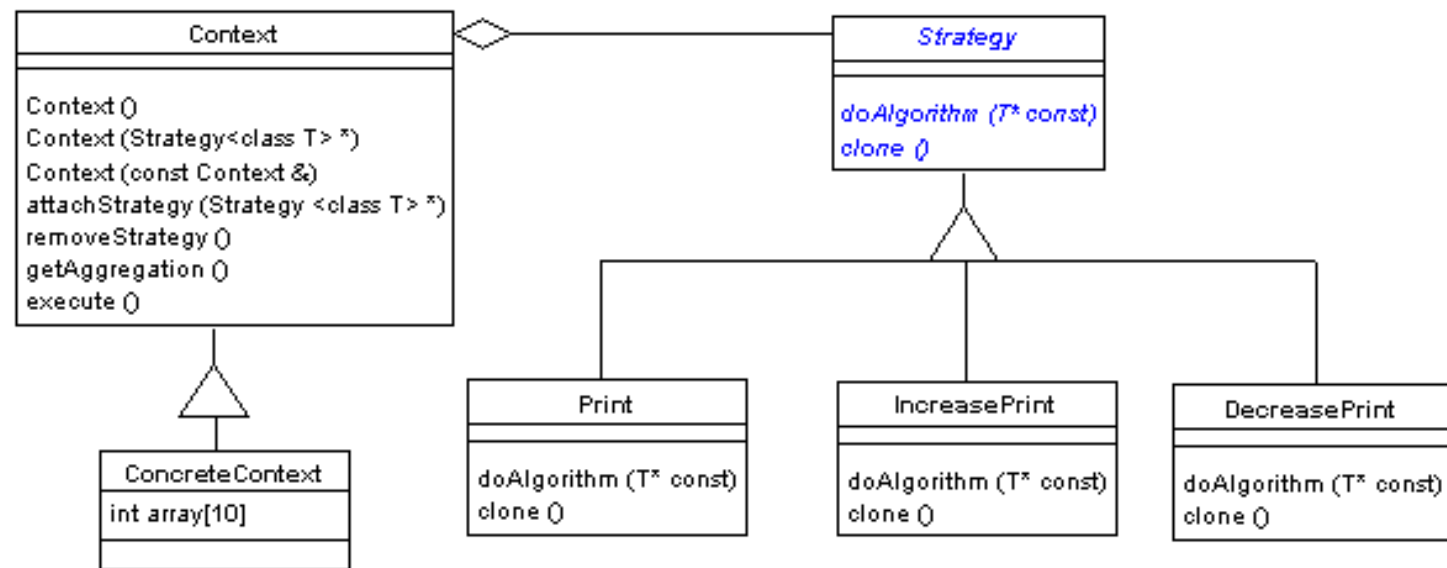 Context
Context ()
Context (Strategy<class T> *)
Context (const Context &)
attachStrategy (Strategy <class T> *)
removeStrategy ()
getAggregation ()
execute ()
Strategy
doAlgorithm (T* const)
clone ()
ConcreteContext
int array[10]
Print
doAlgorithm (T* const)
clone ()
IncreasePrint
doAlgorithm (T* const)
clone ()
DecreasePrint
doAlgorithm (T* const)
clone ()